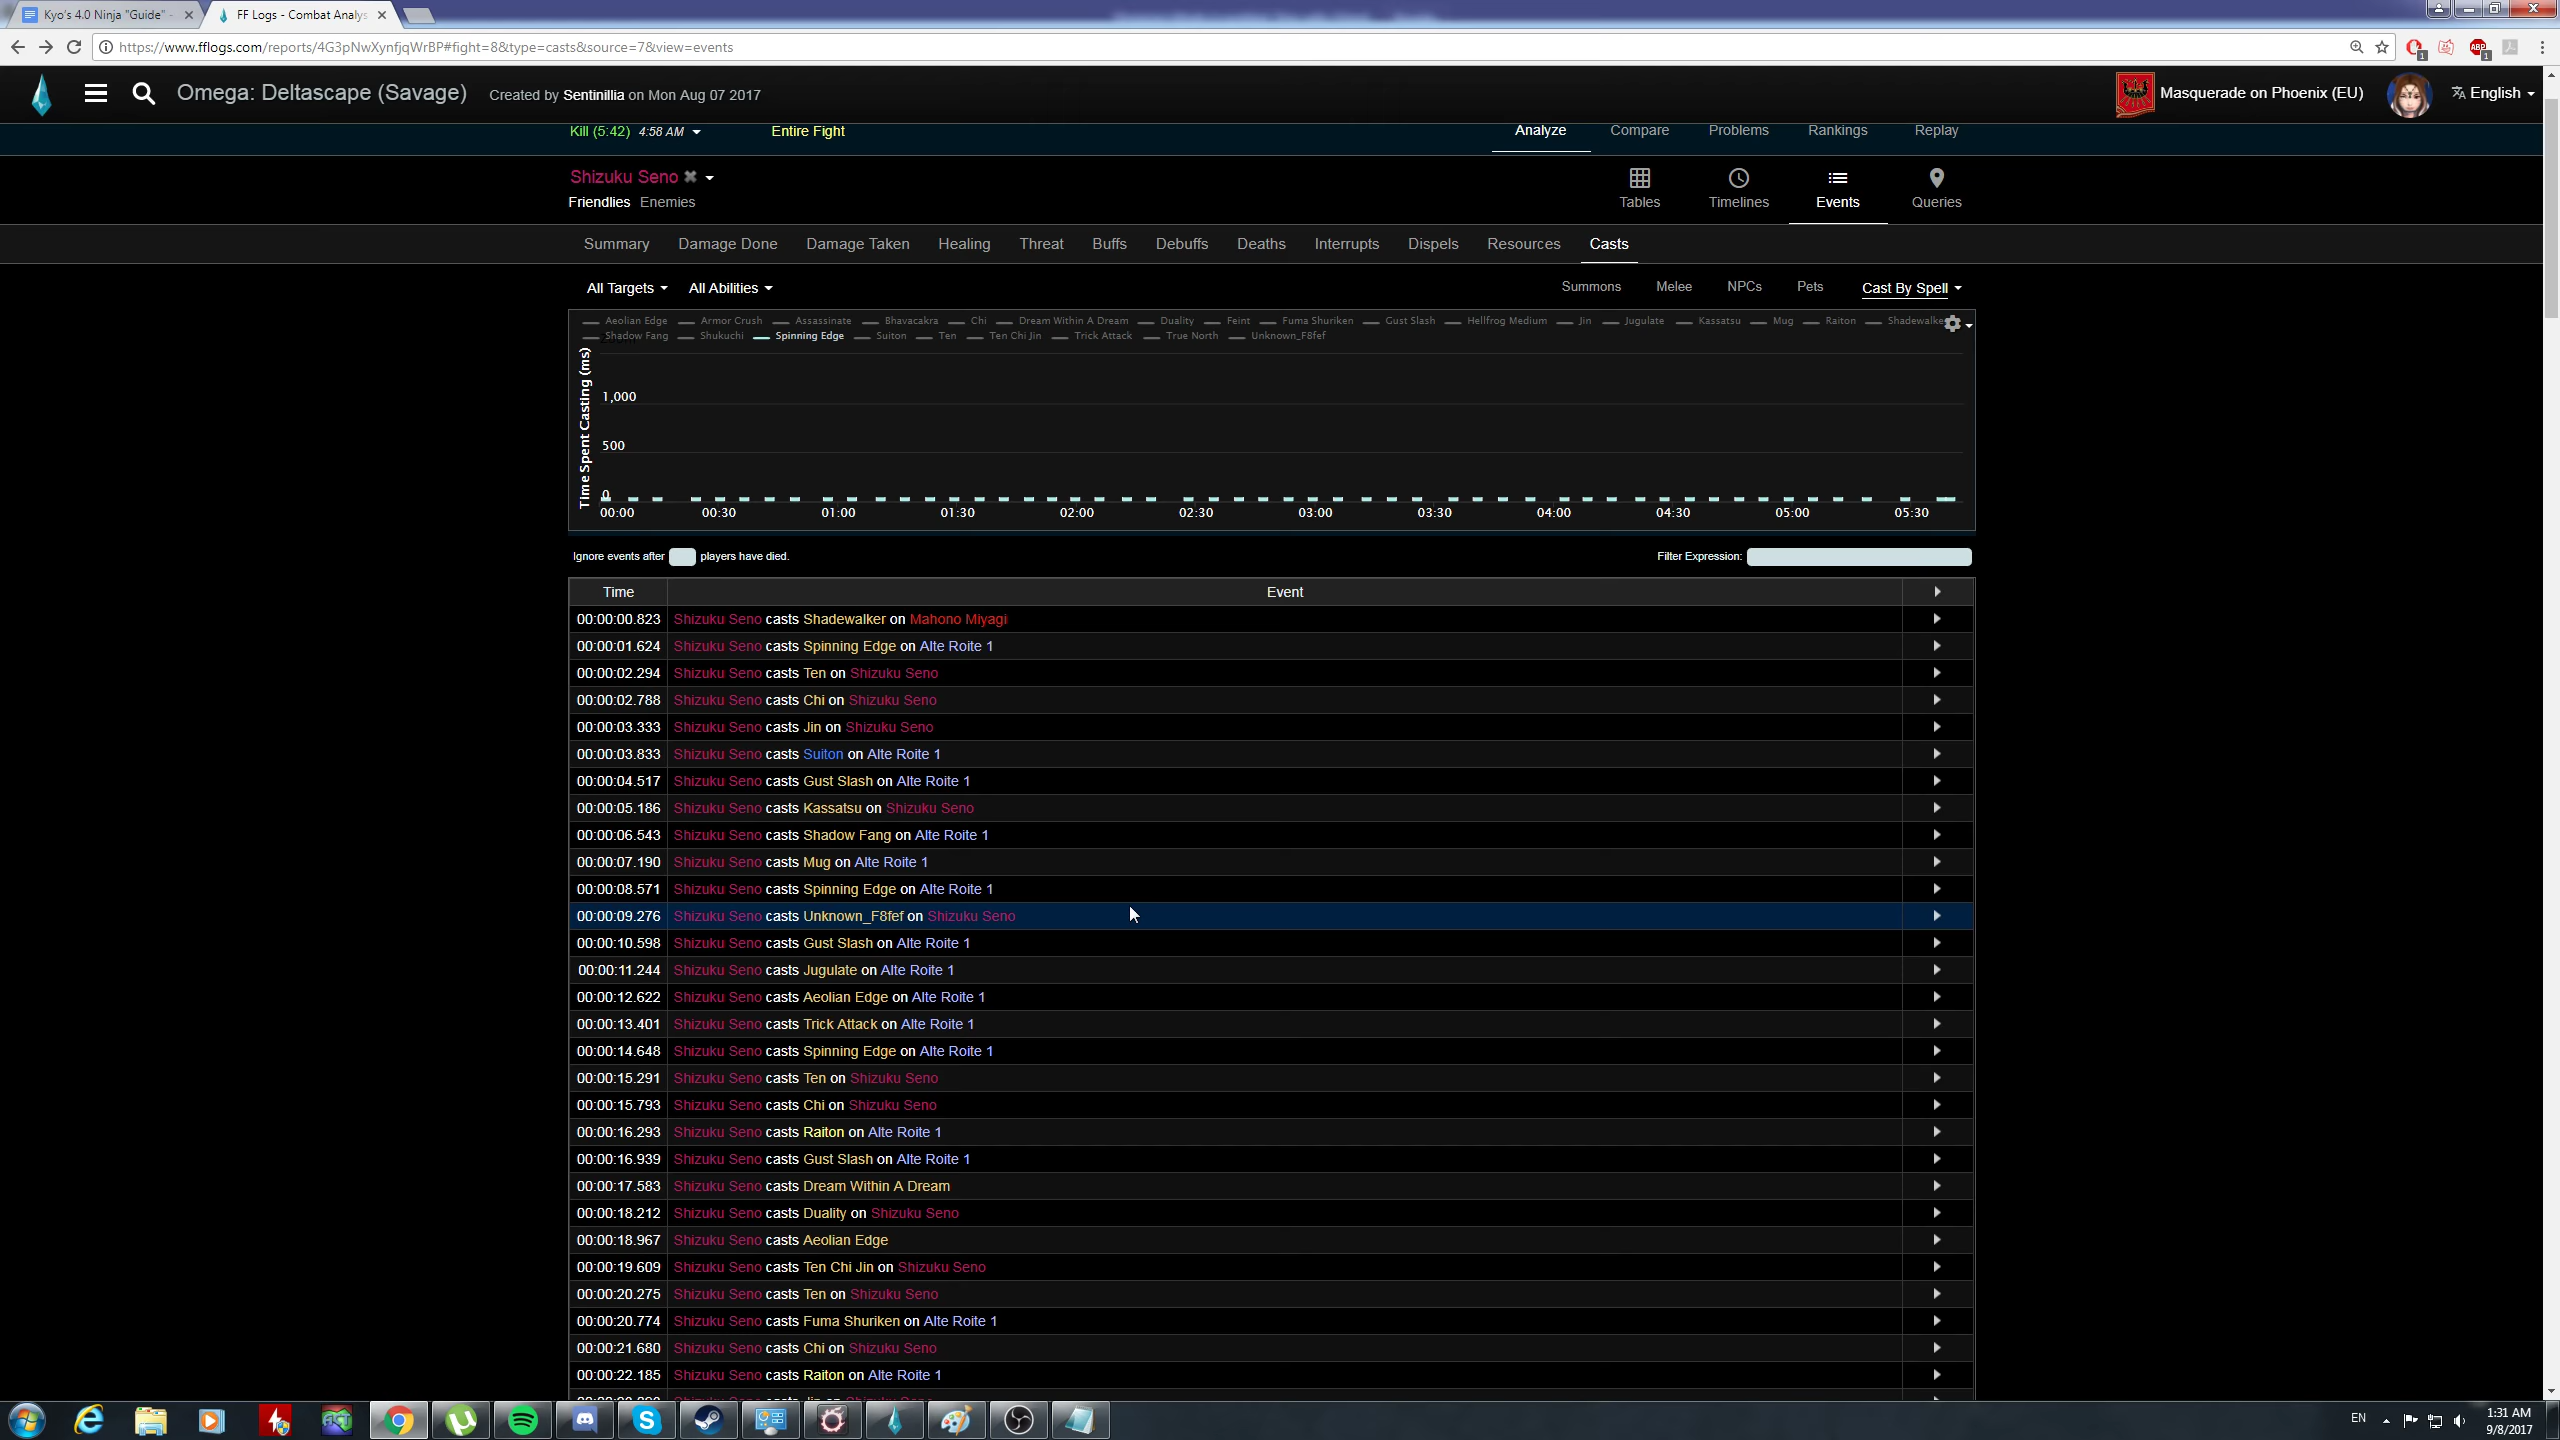 Kyo's 4.0 Ninja "Guide" -
FF Logs - Combat Analys
https://www.fflogs.com/reports/4G3pNwXynfjqWrBP#fight=8&type=casts&source=7&view=events
Omega: Deltascape (Savage) Created by Sentinillia on Mon Aug 07 2017
Masquerade on Phoenix (EU) English
Kill (5:42) 4:58 AM Entire Fight
Analyze Compare Problems Rankings Replay
Shizuku Seno
Friendlies Enemies
Tables Timelines Events Queries
Summary Damage Done Damage Taken Healing Threat Buffs Debuffs Deaths Interrupts Dispels Resources Casts
All Targets All Abilities
Summons Melee NPCs Pets Cast By Spell
Aeolian Edge Armor Crush Assassinate Bhavacakra Chi Dream Within A Dream Duality Feint Fuma Shuriken Gust Slash Hellfrog Medium Jin Jugulate Kassatsu Mug Raiton Shadewalke
Shadow Fang Shukuchi Spinning Edge Suiton Ten Ten Chi Jin Trick Attack True North Unknown_F8fef
Time Spent Casting (ms)
1,000
500
0
00:00 00:30 01:00 01:30 02:00 02:30 03:00 03:30 04:00 04:30 05:00 05:30
Ignore events after players have died.
Filter Expression:
Time Event
00:00:00.823 Shizuku Seno casts Shadewalker on Mahono Miyagi
00:00:01.624 Shizuku Seno casts Spinning Edge on Alte Roite 1
00:00:02.294 Shizuku Seno casts Ten on Shizuku Seno
00:00:02.788 Shizuku Seno casts Chi on Shizuku Seno
00:00:03.333 Shizuku Seno casts Jin on Shizuku Seno
00:00:03.833 Shizuku Seno casts Suiton on Alte Roite 1
00:00:04.517 Shizuku Seno casts Gust Slash on Alte Roite 1
00:00:05.186 Shizuku Seno casts Kassatsu on Shizuku Seno
00:00:06.543 Shizuku Seno casts Shadow Fang on Alte Roite 1
00:00:07.190 Shizuku Seno casts Mug on Alte Roite 1
00:00:08.571 Shizuku Seno casts Spinning Edge on Alte Roite 1
00:00:09.276 Shizuku Seno casts Unknown_F8fef on Shizuku Seno
00:00:10.598 Shizuku Seno casts Gust Slash on Alte Roite 1
00:00:11.244 Shizuku Seno casts Jugulate on Alte Roite 1
00:00:12.622 Shizuku Seno casts Aeolian Edge on Alte Roite 1
00:00:13.401 Shizuku Seno casts Trick Attack on Alte Roite 1
00:00:14.648 Shizuku Seno casts Spinning Edge on Alte Roite 1
00:00:15.291 Shizuku Seno casts Ten on Shizuku Seno
00:00:15.793 Shizuku Seno casts Chi on Shizuku Seno
00:00:16.293 Shizuku Seno casts Raiton on Alte Roite 1
00:00:16.939 Shizuku Seno casts Gust Slash on Alte Roite 1
00:00:17.583 Shizuku Seno casts Dream Within A Dream
00:00:18.212 Shizuku Seno casts Duality on Shizuku Seno
00:00:18.967 Shizuku Seno casts Aeolian Edge
00:00:19.609 Shizuku Seno casts Ten Chi Jin on Shizuku Seno
00:00:20.275 Shizuku Seno casts Ten on Shizuku Seno
00:00:20.774 Shizuku Seno casts Fuma Shuriken on Alte Roite 1
00:00:21.680 Shizuku Seno casts Chi on Shizuku Seno
00:00:22.185 Shizuku Seno casts Raiton on Alte Roite 1
EN
1:31 AM
9/8/2017